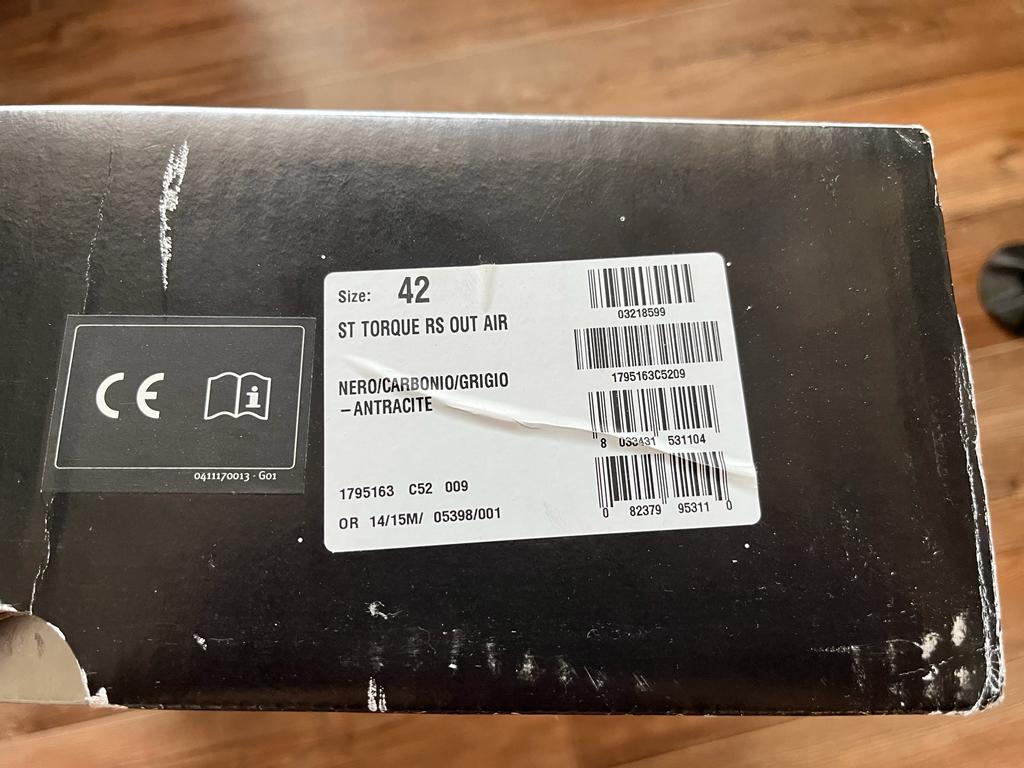 CE
i
0411170013 - G01
Size: 42
ST TORQUE RS OUT AIR
NERO/CARBONIO/GRIGIO
–ANTRACITE
1795163 C52 009
OR 14/15M/ 05398/001
03218599
1795163C5209
8 033431 531104
0 82379 95311 0